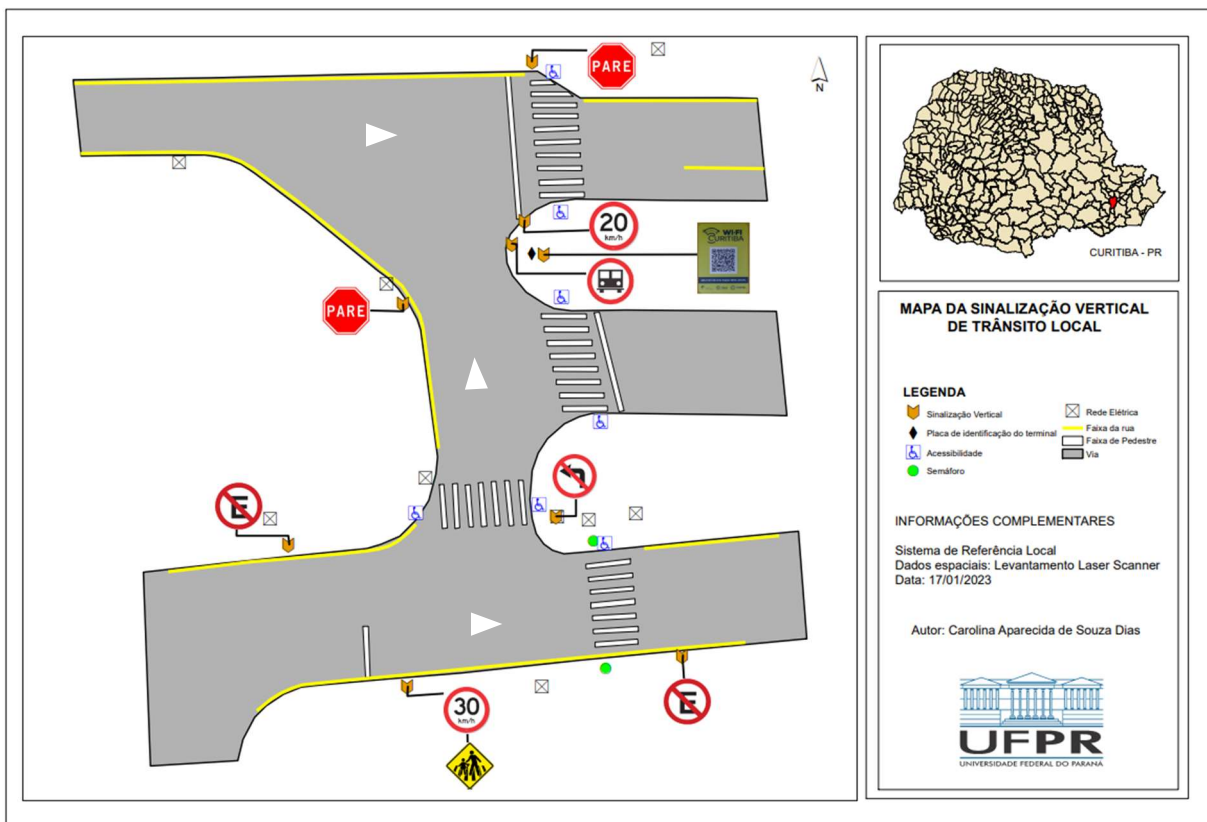 PARE
N
20
km/h
WI-FI
CURITIBA
PARE
E
30
km/h
E
CURITIBA - PR
MAPA DA SINALIZAÇÃO VERTICAL
DE TRÂNSITO LOCAL
LEGENDA
Sinalização Vertical
Placa de identificação do terminal
Acessibilidade
Semáforo
Rede Elétrica
Faixa da rua
Faixa de Pedestre
Via
INFORMAÇÕES COMPLEMENTARES
Sistema de Referência Local
Dados espaciais: Levantamento Laser Scanner
Data: 17/01/2023
Autor: Carolina Aparecida de Souza Dias
UFPR
UNIVERSIDADE FEDERAL DO PARANÁ